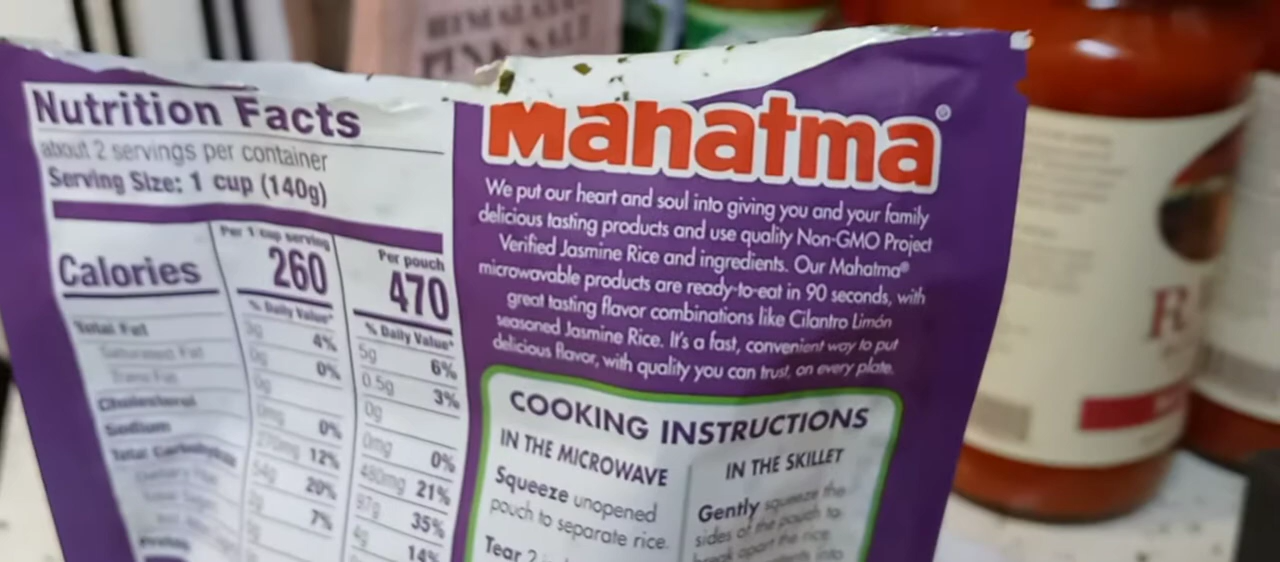 PINK SALT
Nutrition Facts
about 2 servings per container
Serving Size: 1 cup (140g)
Per 1 cup serving
Per pouch
Calories
260
470
% Daily Value*
% Daily Value*
Total Fat
3g
4%
5g
6%
Saturated Fat
0g
0%
0.5g
3%
Trans Fat
0g
0g
Cholesterol
0mg
0%
0mg
0%
Sodium
270mg
12%
480mg
21%
Total Carbohydrate
54g
20%
97g
35%
7%
4g
14%
Protein
Mahatma®
We put our heart and soul into giving you and your family
delicious tasting products and use quality Non-GMO Project
Verified Jasmine Rice and ingredients. Our Mahatma®
microwavable products are ready-to-eat in 90 seconds, with
great tasting flavor combinations like Cilantro Limón
seasoned Jasmine Rice. It's a fast, convenient way to put
delicious flavor, with quality you can trust, on every plate.
COOKING INSTRUCTIONS
IN THE MICROWAVE
Squeeze unopened
pouch to separate rice.
Tear 2
IN THE SKILLET
Gently squeeze the
sides of the pouch to
break apart the rice.
R